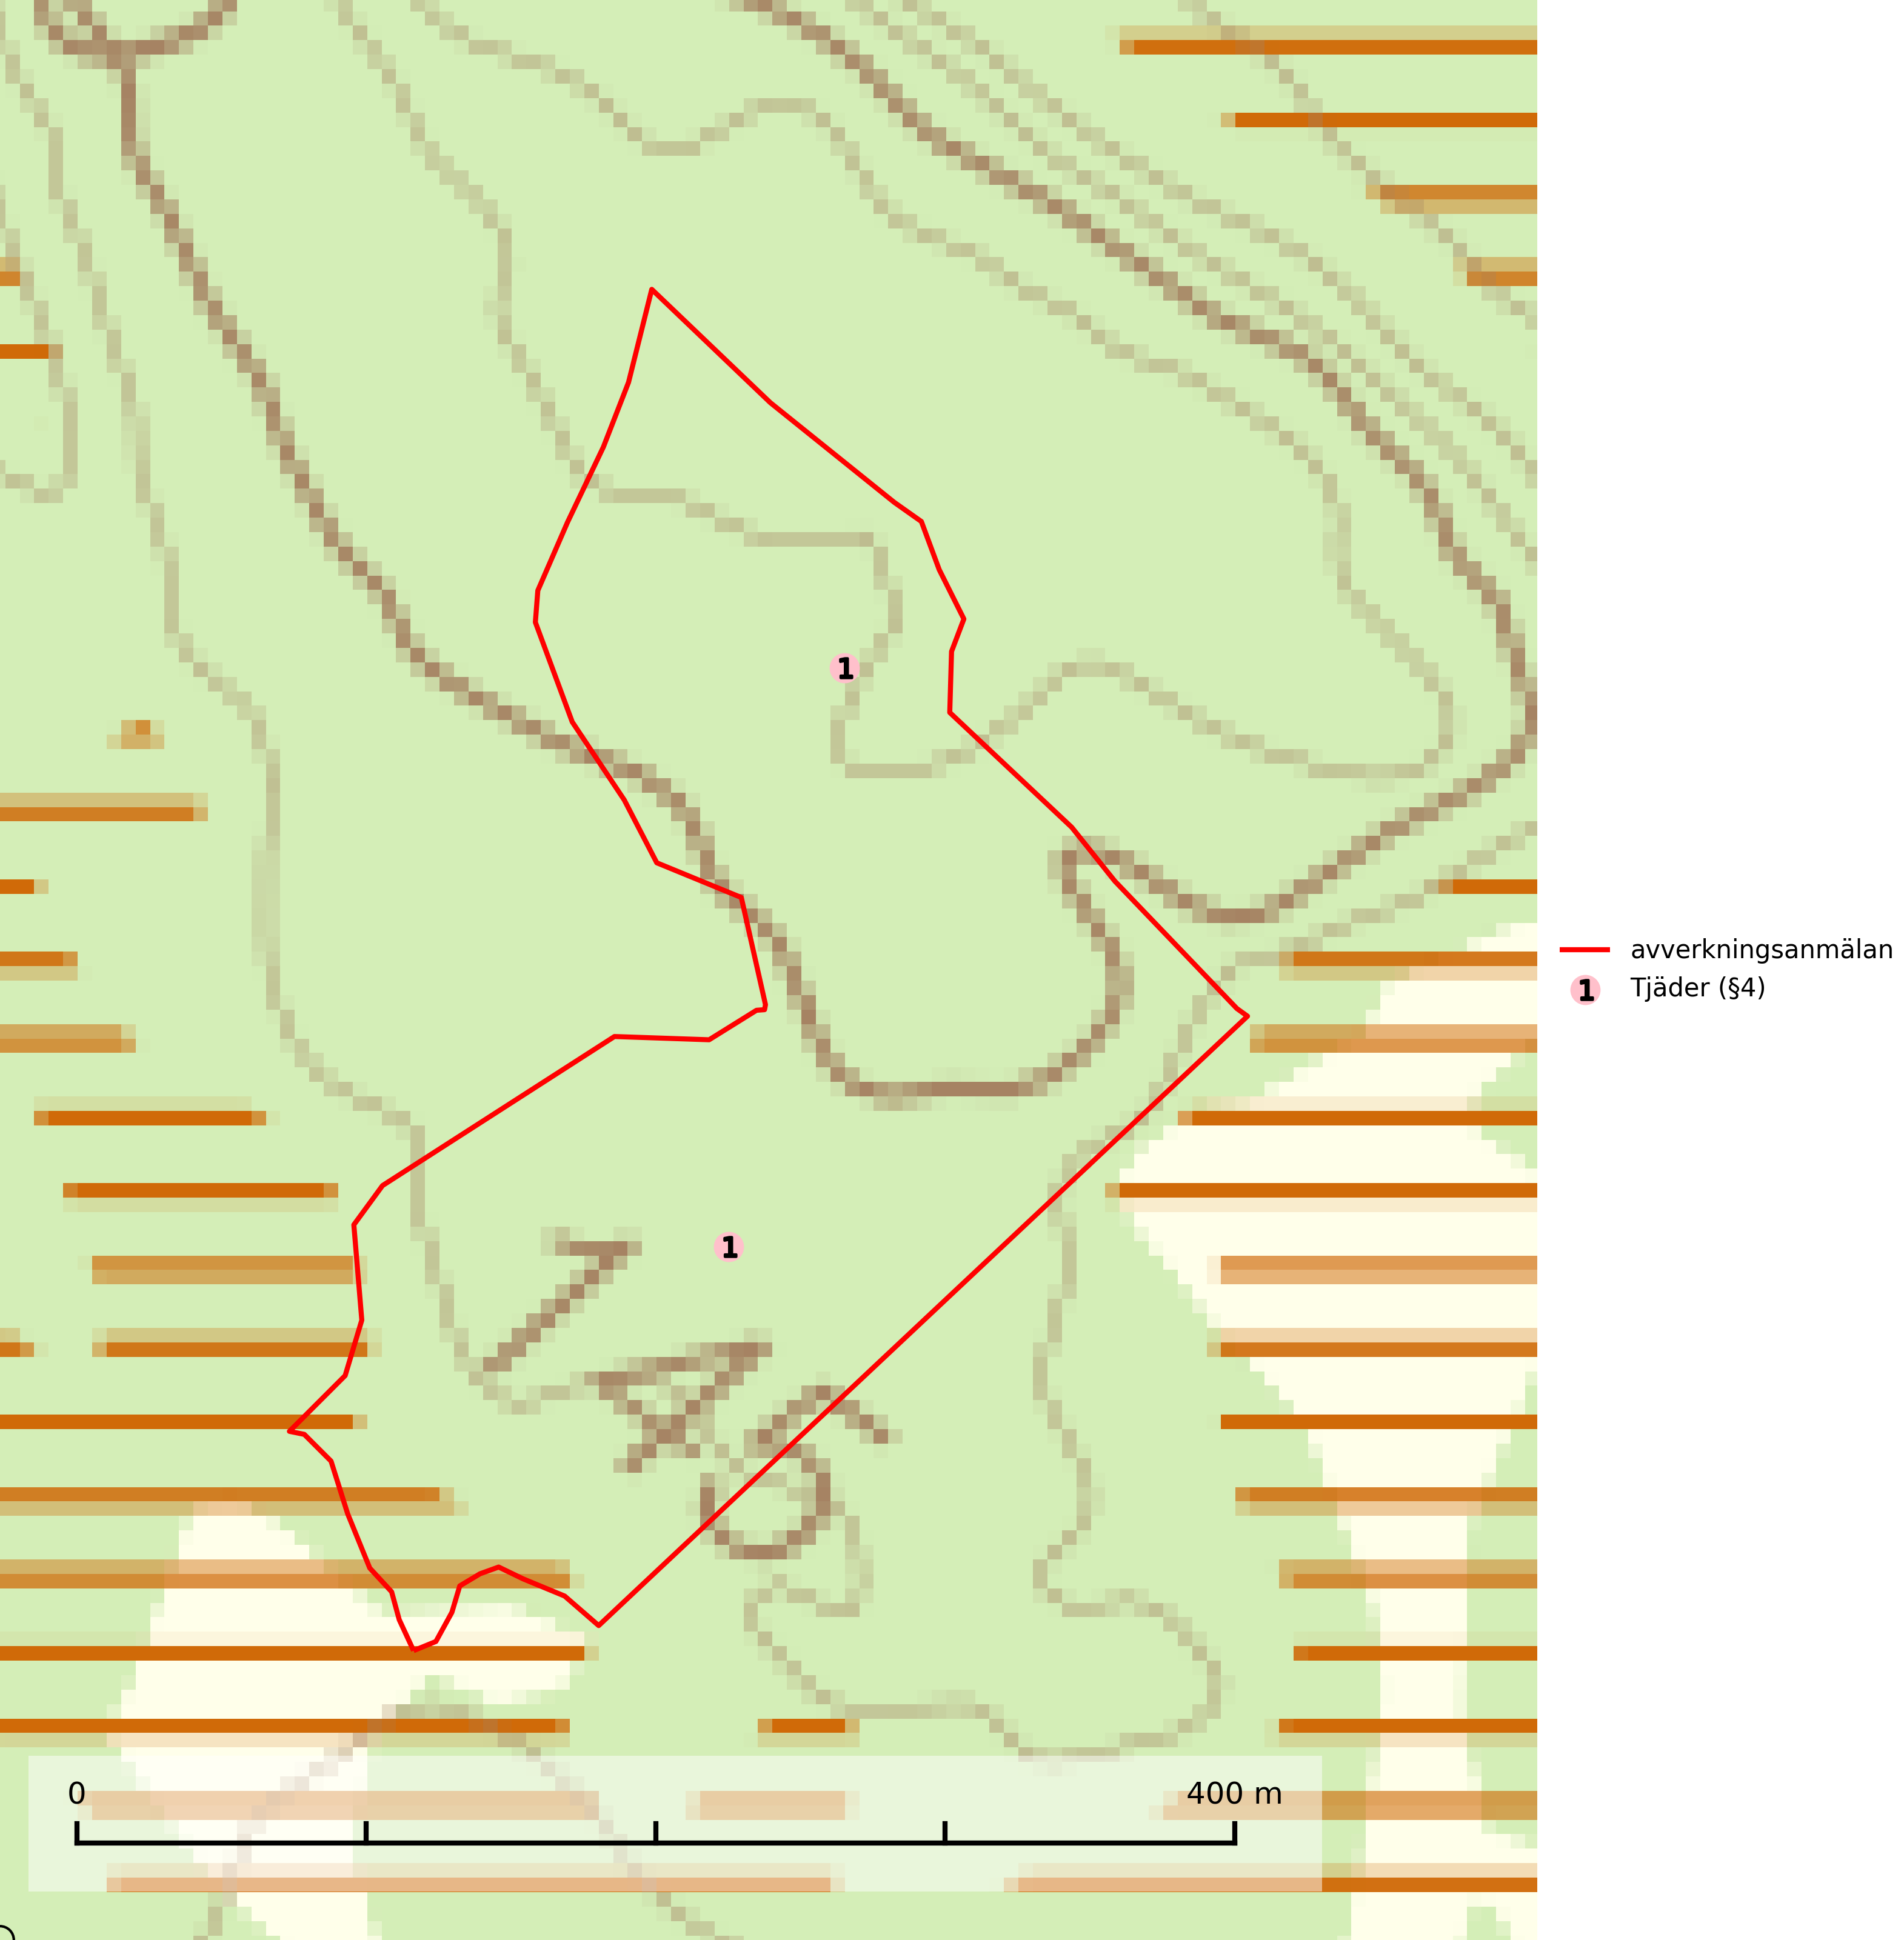 1
avverkningsanmälan
1 Tjäder (§4)
1
0 400 m